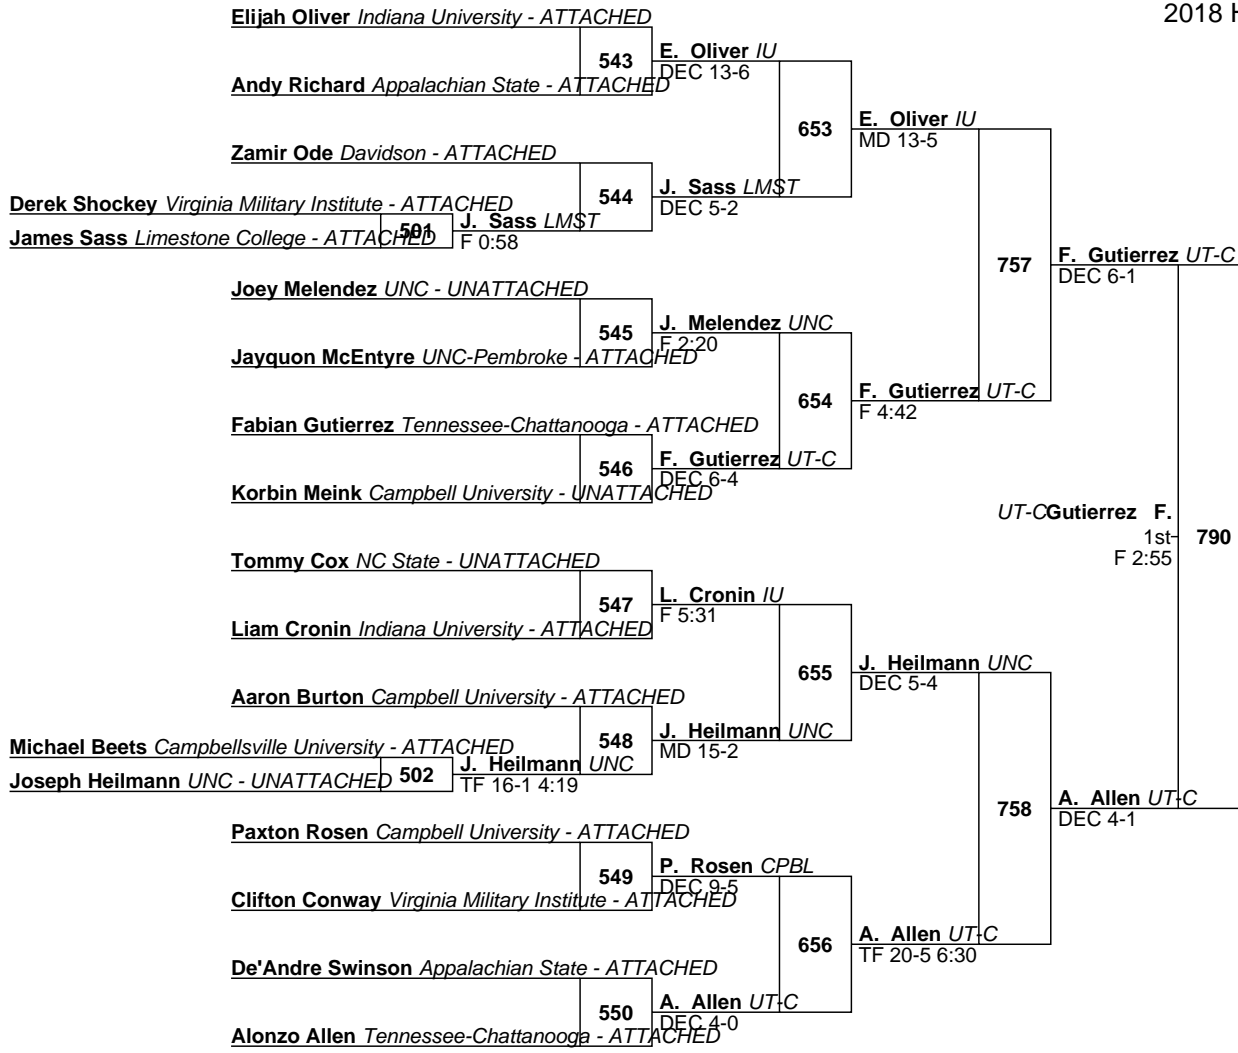 2018 H
Elijah Oliver Indiana University - ATTACHED
543
E. Oliver IU
DEC 13-6
Andy Richard Appalachian State - ATTACHED
653
E. Oliver IU
MD 13-5
Zamir Ode Davidson - ATTACHED
544
J. Sass LMST
DEC 5-2
Derek Shockey Virginia Military Institute - ATTACHED
501
J. Sass LMST
F 0:58
James Sass Limestone College - ATTACHED
757
F. Gutierrez UT-C
DEC 6-1
Joey Melendez UNC - UNATTACHED
545
J. Melendez UNC
F 2:20
Jayquon McEntyre UNC-Pembroke - ATTACHED
654
F. Gutierrez UT-C
F 4:42
Fabian Gutierrez Tennessee-Chattanooga - ATTACHED
546
F. Gutierrez UT-C
DEC 6-4
Korbin Meink Campbell University - UNATTACHED
UT-CGutierrez F.
1st
F 2:55
790
Tommy Cox NC State - UNATTACHED
547
L. Cronin IU
F 5:31
Liam Cronin Indiana University - ATTACHED
655
J. Heilmann UNC
DEC 5-4
Aaron Burton Campbell University - ATTACHED
548
J. Heilmann UNC
MD 15-2
Michael Beets Campbellsville University - ATTACHED
502
J. Heilmann UNC
TF 16-1 4:19
Joseph Heilmann UNC - UNATTACHED
758
A. Allen UT-C
DEC 4-1
Paxton Rosen Campbell University - ATTACHED
549
P. Rosen CPBL
DEC 9-5
Clifton Conway Virginia Military Institute - ATTACHED
656
A. Allen UT-C
TF 20-5 6:30
De'Andre Swinson Appalachian State - ATTACHED
550
A. Allen UT-C
DEC 4-0
Alonzo Allen Tennessee-Chattanooga - ATTACHED